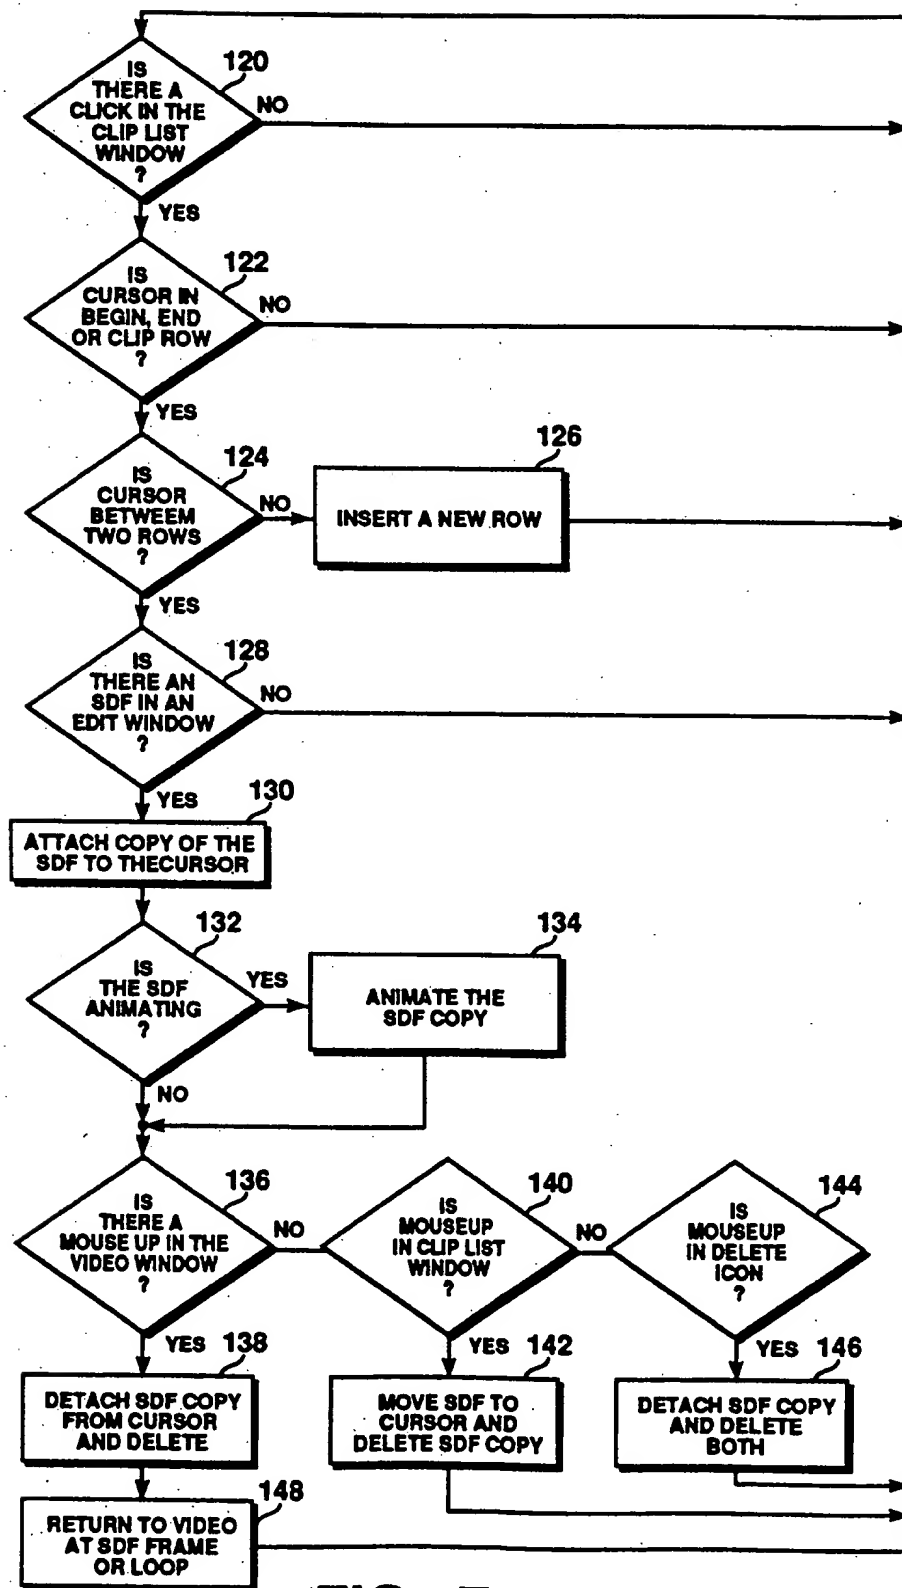 120
IS
THERE A
CLICK IN THE
CLIP LIST
WINDOW
?
NO
YES
122
IS
CURSOR IN
BEGIN, END
OR CLIP ROW
?
NO
YES
124
IS
CURSOR
BETWEEM
TWO ROWS
?
NO
126
INSERT A NEW ROW
YES
128
IS
THERE AN
SDF IN AN
EDIT WINDOW
?
NO
YES
130
ATTACH COPY OF THE
SDF TO THECURSOR
132
IS
THE SDF
ANIMATING
?
YES
134
ANIMATE THE
SDF COPY
NO
136
IS
THERE A
MOUSE UP IN THE
VIDEO WINDOW
?
NO
140
IS
MOUSEUP
IN CLIP LIST
WINDOW
?
NO
144
IS
MOUSEUP
IN DELETE
ICON
?
YES
138
DETACH SDF COPY
FROM CURSOR
AND DELETE
YES
142
MOVE SDF TO
CURSOR AND
DELETE SDF COPY
YES
146
DETACH SDF COPY
AND DELETE
BOTH
148
RETURN TO VIDEO
AT SDF FRAME
OR LOOP